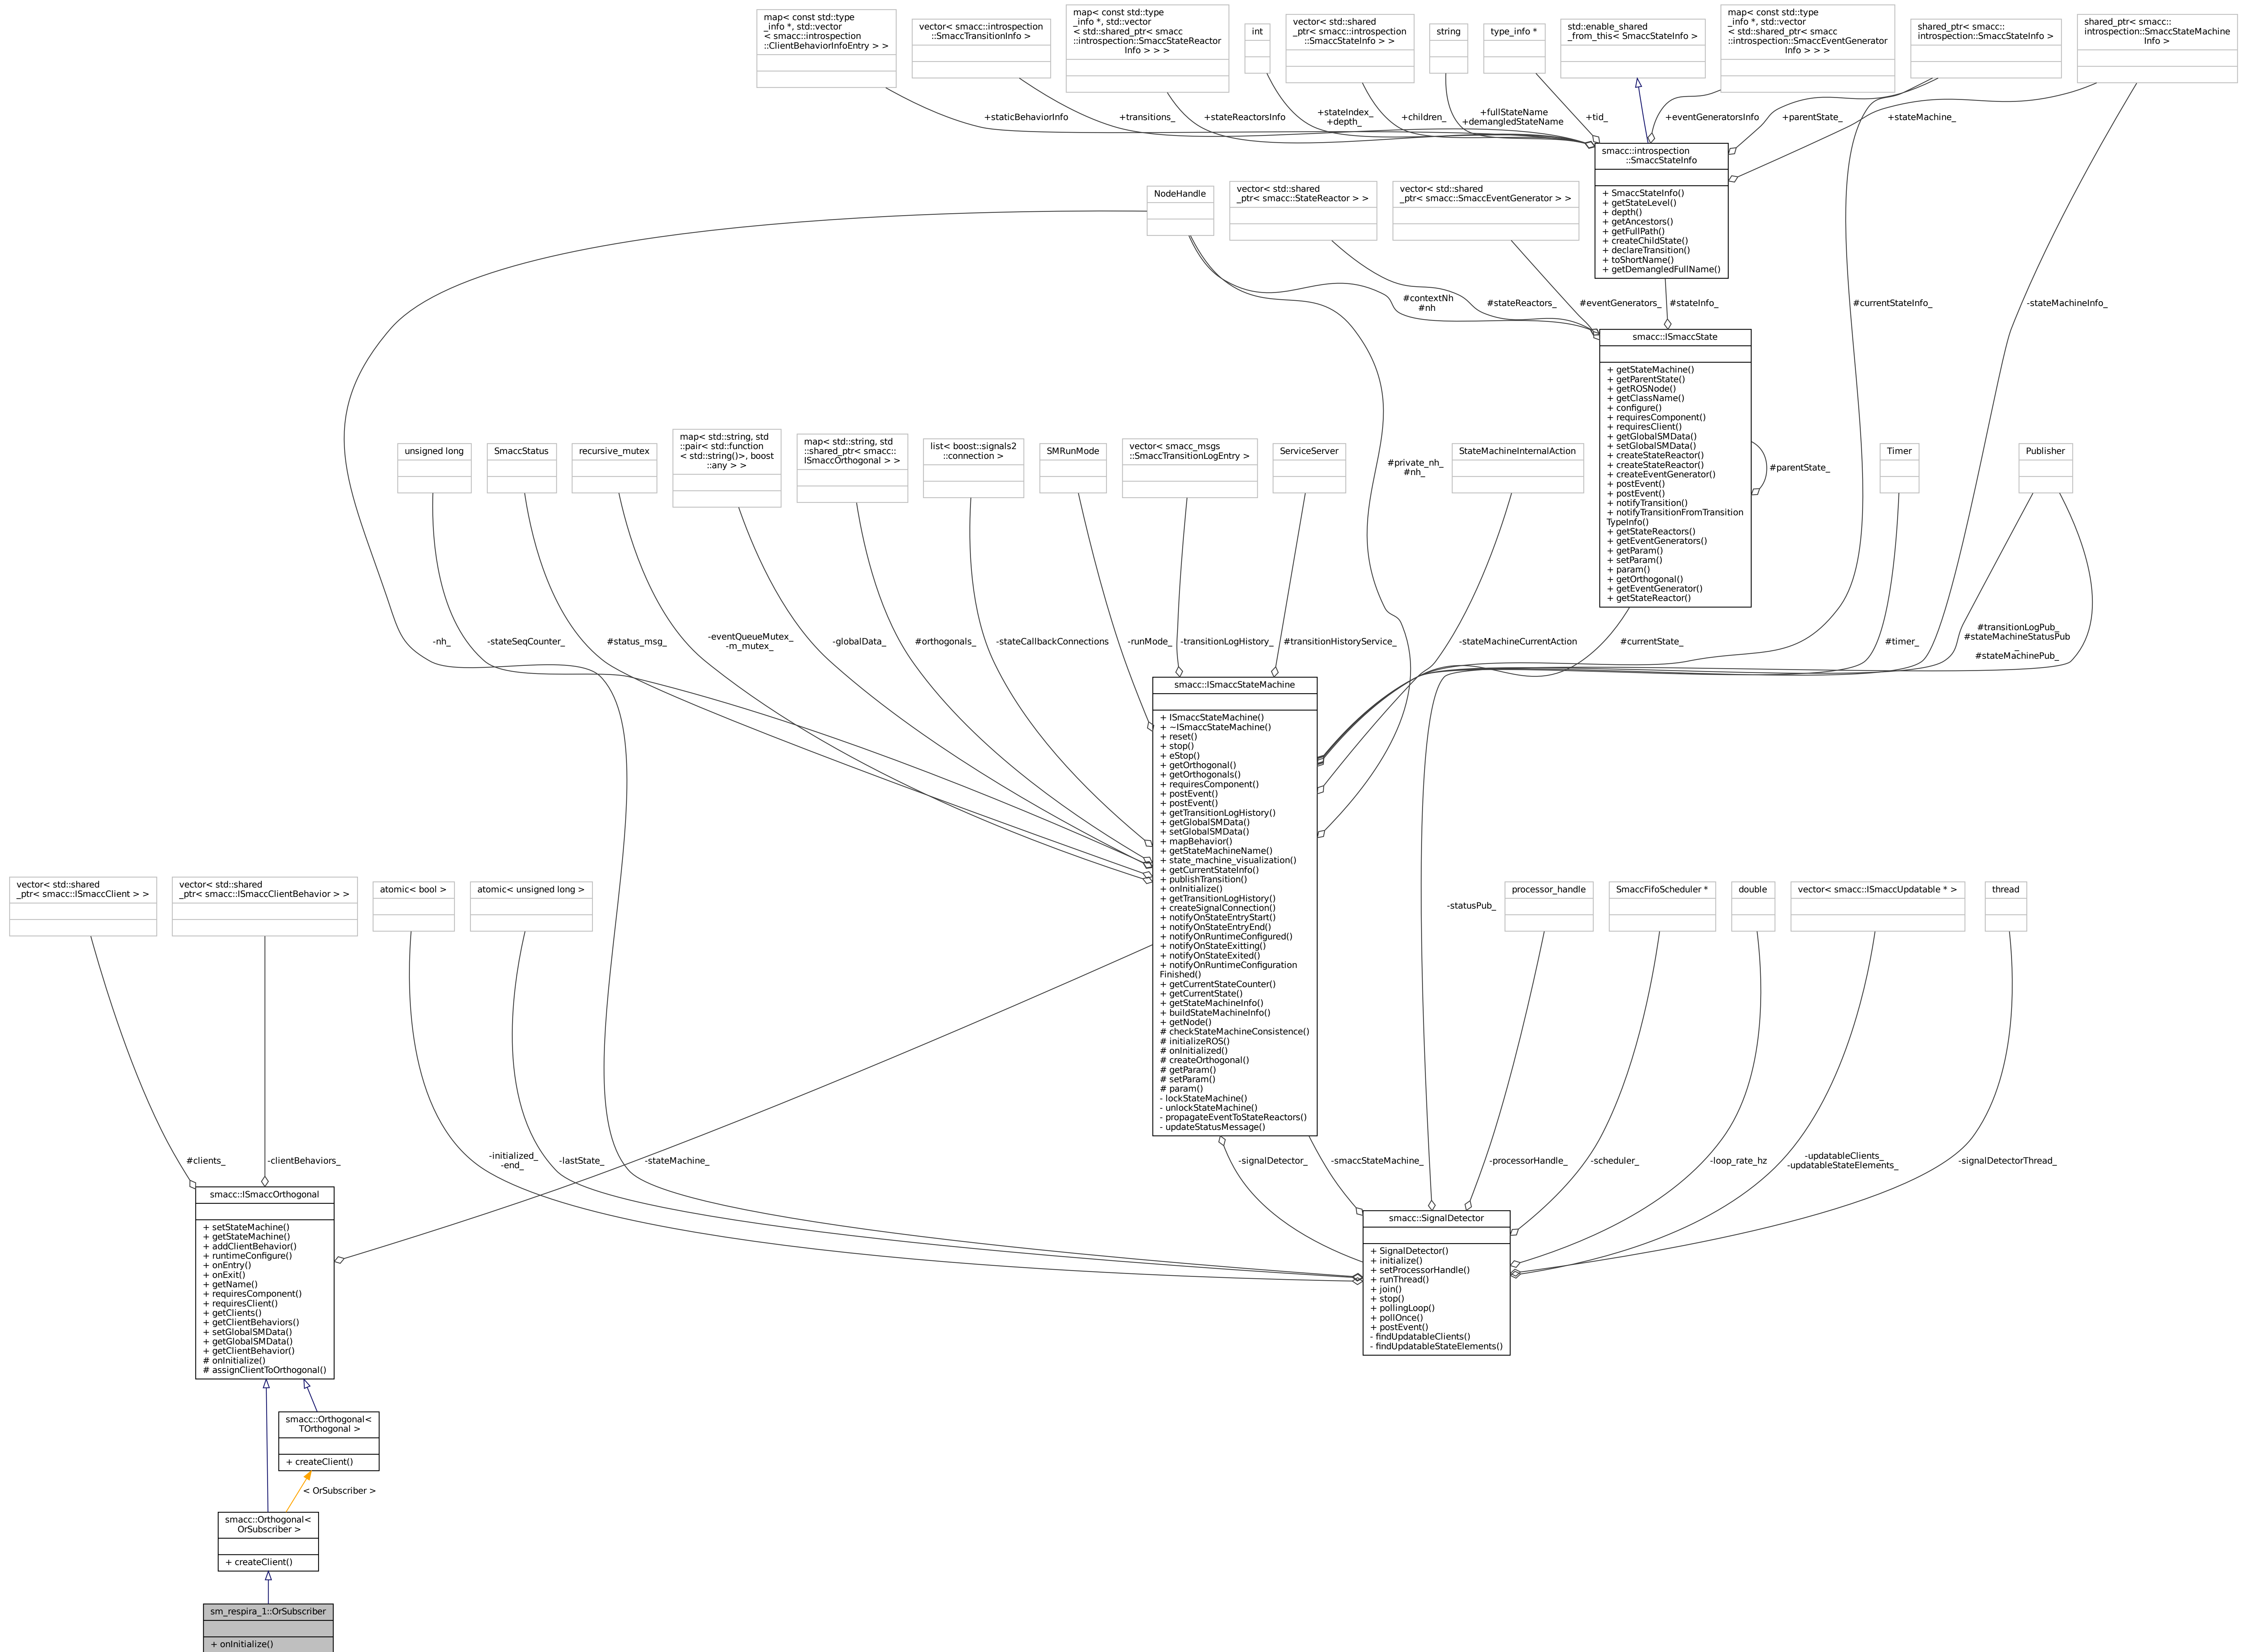 map< const std::type
_info *, std::vector
< smacc::introspection
::ClientBehaviorInfoEntry > >
vector< smacc::introspection
::SmaccTransitionInfo >
map< const std::type
_info *, std::vector
< std::shared_ptr< smacc
::introspection::SmaccStateReactor
Info > > >
int
vector< std::shared
_ptr< smacc::introspection
::SmaccStateInfo > >
string
type_info *
std::enable_shared
_from_this< SmaccStateInfo >
map< const std::type
_info *, std::vector
< std::shared_ptr< smacc
::introspection::SmaccEventGenerator
Info > > >
shared_ptr< smacc::
introspection::SmaccStateInfo >
shared_ptr< smacc::
introspection::SmaccStateMachine
Info >
+staticBehaviorInfo
+transitions_
+stateReactorsInfo
+stateIndex_
+depth_
+children_
+fullStateName
+demangledStateName
+tid_
+eventGeneratorsInfo
+parentState_
+stateMachine_
smacc::introspection
::SmaccStateInfo
+ SmaccStateInfo()
+ getStateLevel()
+ depth()
+ getAncestors()
+ getFullPath()
+ createChildState()
+ declareTransition()
+ toShortName()
+ getDemangledFullName()
NodeHandle
vector< std::shared
_ptr< smacc::StateReactor > >
vector< std::shared
_ptr< smacc::SmaccEventGenerator > >
#contextNh
#nh
#stateReactors_
#eventGenerators_
#stateInfo_
#currentStateInfo_
-stateMachineInfo_
smacc::ISmaccState
+ getStateMachine()
+ getParentState()
+ getROSNode()
+ getClassName()
+ configure()
+ requiresComponent()
+ requiresClient()
+ getGlobalSMData()
+ setGlobalSMData()
+ createStateReactor()
+ createStateReactor()
+ createEventGenerator()
+ postEvent()
+ postEvent()
+ notifyTransition()
+ notifyTransitionFromTransition
TypeInfo()
+ getStateReactors()
+ getEventGenerators()
+ getParam()
+ setParam()
+ param()
+ getOrthogonal()
+ getEventGenerator()
+ getStateReactor()
#parentState_
unsigned long
SmaccStatus
recursive_mutex
map< std::string, std
::pair< std::function
< std::string()>, boost
::any > >
map< std::string, std
::shared_ptr< smacc::
ISmaccOrthogonal > >
list< boost::signals2
::connection >
SMRunMode
vector< smacc_msgs
::SmaccTransitionLogEntry >
ServiceServer
#private_nh_
#nh_
StateMachineInternalAction
Timer
Publisher
-nh_
-stateSeqCounter_
#status_msg_
-eventQueueMutex_
-m_mutex_
-globalData_
#orthogonals_
-stateCallbackConnections
-runMode_
-transitionLogHistory_
#transitionHistoryService_
-stateMachineCurrentAction
#currentState_
#timer_
#transitionLogPub_
#stateMachineStatusPub
_
#stateMachinePub_
smacc::ISmaccStateMachine
+ ISmaccStateMachine()
+ ~ISmaccStateMachine()
+ reset()
+ stop()
+ eStop()
+ getOrthogonal()
+ getOrthogonals()
+ requiresComponent()
+ postEvent()
+ postEvent()
+ getTransitionLogHistory()
+ getGlobalSMData()
+ setGlobalSMData()
+ mapBehavior()
+ getStateMachineName()
+ state_machine_visualization()
+ getCurrentStateInfo()
+ publishTransition()
+ onInitialize()
+ getTransitionLogHistory()
+ createSignalConnection()
+ notifyOnStateEntryStart()
+ notifyOnStateEntryEnd()
+ notifyOnRuntimeConfigured()
+ notifyOnStateExitting()
+ notifyOnStateExited()
+ notifyOnRuntimeConfiguration
Finished()
+ getCurrentStateCounter()
+ getCurrentState()
+ getStateMachineInfo()
+ buildStateMachineInfo()
+ getNode()
# checkStateMachineConsistence()
# initializeROS()
# onInitialized()
# createOrthogonal()
# getParam()
# setParam()
# param()
- lockStateMachine()
- unlockStateMachine()
- propagateEventToStateReactors()
- updateStatusMessage()
vector< std::shared
_ptr< smacc::ISmaccClient > >
vector< std::shared
_ptr< smacc::ISmaccClientBehavior > >
atomic< bool >
atomic< unsigned long >
-statusPub_
processor_handle
SmaccFifoScheduler *
double
vector< smacc::ISmaccUpdatable * >
thread
#clients_
-clientBehaviors_
-initialized_
-end_
-lastState_
-stateMachine_
-signalDetector_
-smaccStateMachine_
-processorHandle_
-scheduler_
-loop_rate_hz
-updatableClients_
-updatableStateElements_
-signalDetectorThread_
smacc::ISmaccOrthogonal
+ setStateMachine()
+ getStateMachine()
+ addClientBehavior()
+ runtimeConfigure()
+ onEntry()
+ onExit()
+ getName()
+ requiresComponent()
+ requiresClient()
+ getClients()
+ getClientBehaviors()
+ setGlobalSMData()
+ getGlobalSMData()
+ getClientBehavior()
# onInitialize()
# assignClientToOrthogonal()
smacc::SignalDetector
+ SignalDetector()
+ initialize()
+ setProcessorHandle()
+ runThread()
+ join()
+ stop()
+ pollingLoop()
+ pollOnce()
+ postEvent()
- findUpdatableClients()
- findUpdatableStateElements()
smacc::Orthogonal<
TOrthogonal >
+ createClient()
< OrSubscriber >
smacc::Orthogonal<
OrSubscriber >
+ createClient()
sm_respira_1::OrSubscriber
+ onInitialize()